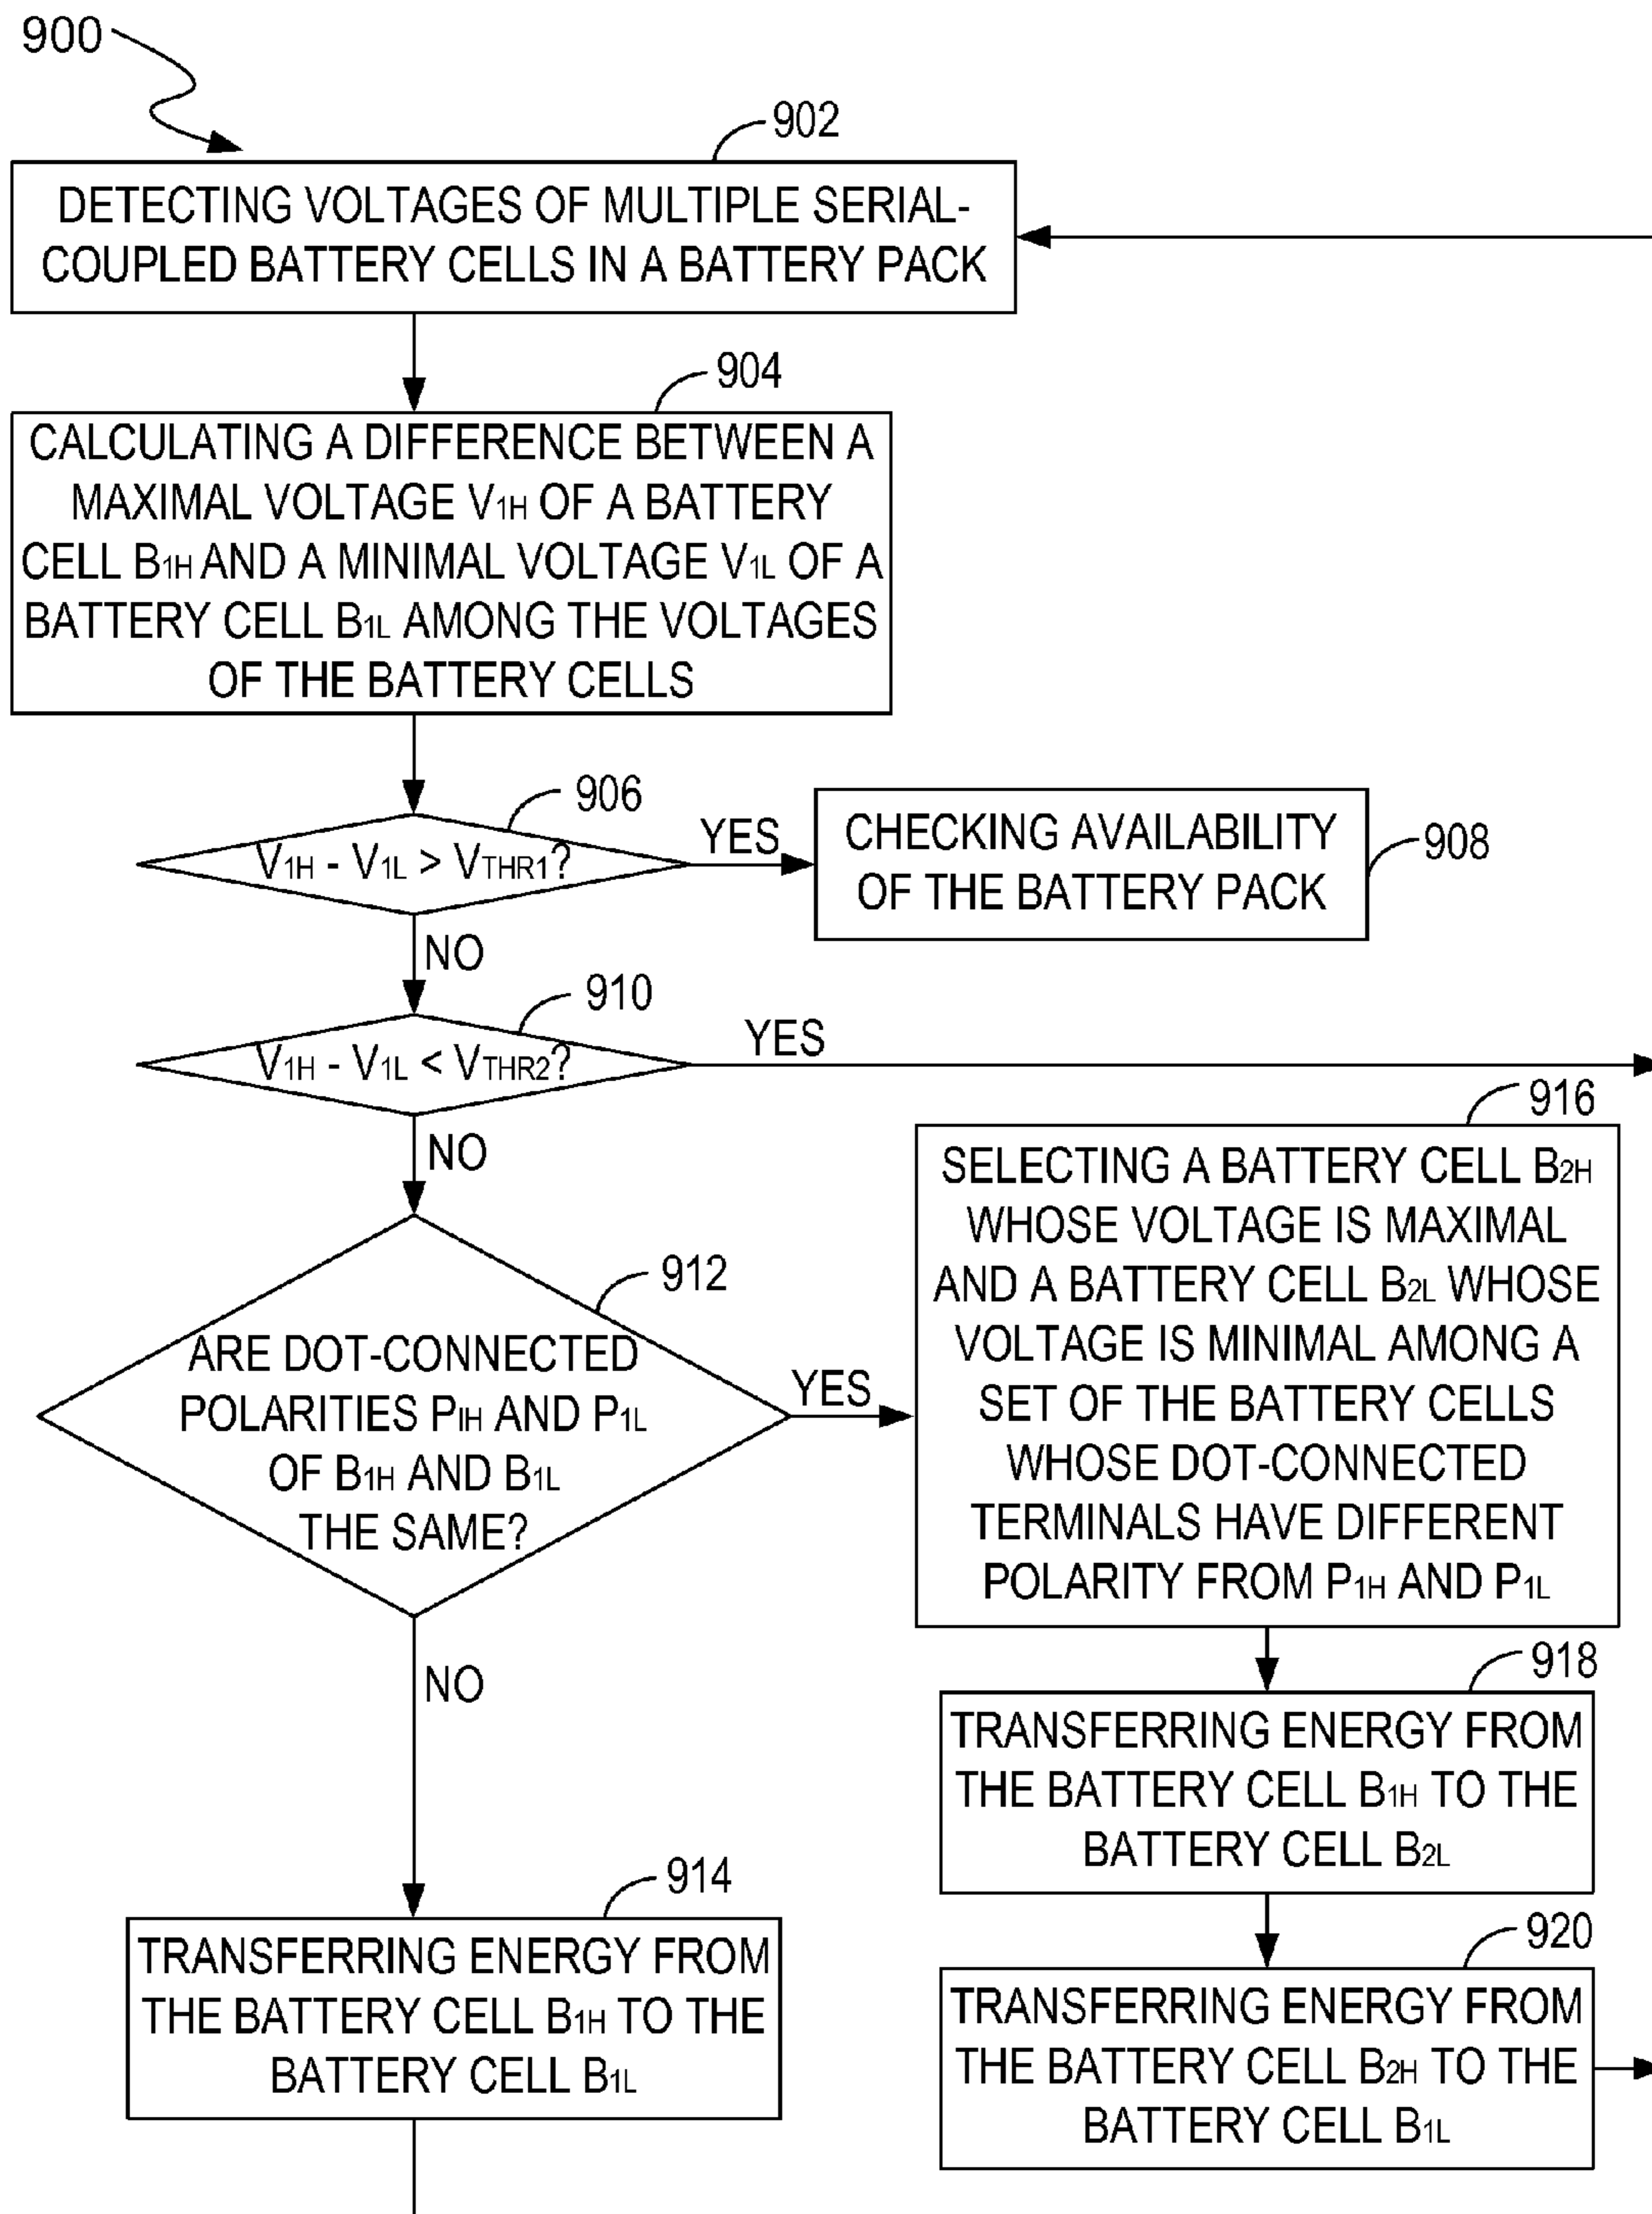 900
902
DETECTING VOLTAGES OF MULTIPLE SERIAL-
COUPLED BATTERY CELLS IN A BATTERY PACK
904
CALCULATING A DIFFERENCE BETWEEN A
MAXIMAL VOLTAGE V1H OF A BATTERY
CELL B1H AND A MINIMAL VOLTAGE V1L OF A
BATTERY CELL B1L AMONG THE VOLTAGES
OF THE BATTERY CELLS
906
V1H - V1L > VTHR1?
YES
CHECKING AVAILABILITY
OF THE BATTERY PACK
908
NO
910
V1H - V1L < VTHR2?
YES
NO
912
ARE DOT-CONNECTED
POLARITIES PIH AND P1L
OF B1H AND B1L
THE SAME?
YES
916
SELECTING A BATTERY CELL B2H
WHOSE VOLTAGE IS MAXIMAL
AND A BATTERY CELL B2L WHOSE
VOLTAGE IS MINIMAL AMONG A
SET OF THE BATTERY CELLS
WHOSE DOT-CONNECTED
TERMINALS HAVE DIFFERENT
POLARITY FROM P1H AND P1L
NO
918
TRANSFERRING ENERGY FROM
THE BATTERY CELL B1H TO THE
BATTERY CELL B2L
914
TRANSFERRING ENERGY FROM
THE BATTERY CELL B1H TO THE
BATTERY CELL B1L
920
TRANSFERRING ENERGY FROM
THE BATTERY CELL B2H TO THE
BATTERY CELL B1L